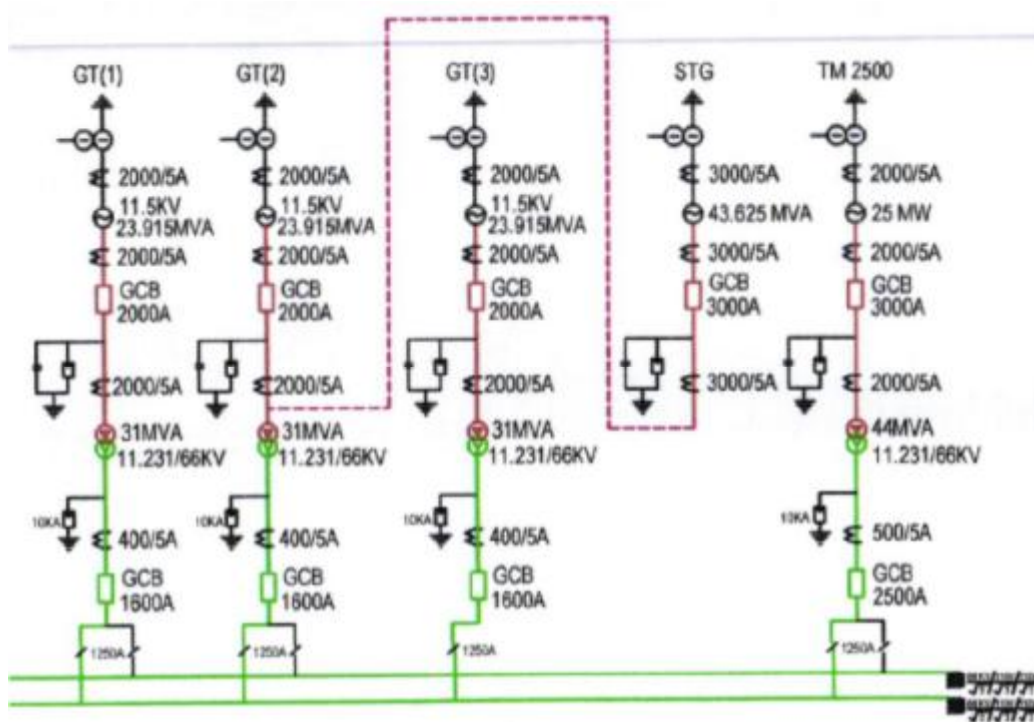 GT(1)
GT(2)
GT(3)
STG
TM 2500
2000/5A
2000/5A
2000/5A
3000/5A
2000/5A
11.5KV
23.915MVA
11.5KV
23.915MVA
11.5KV
23.915MVA
43.625 MVA
25 MW
2000/5A
2000/5A
2000/5A
3000/5A
2000/5A
GCB
2000A
GCB
2000A
GCB
2000A
GCB
3000A
GCB
3000A
2000/5A
2000/5A
2000/5A
3000/5A
2000/5A
31MVA
11.231/66KV
31MVA
11.231/66KV
31MVA
11.231/66KV
44MVA
11.231/66KV
10KA
10KA
10KA
10KA
400/5A
400/5A
400/5A
500/5A
GCB
1600A
GCB
1600A
GCB
1600A
GCB
2500A
1250A
1250A
1250A
1250A